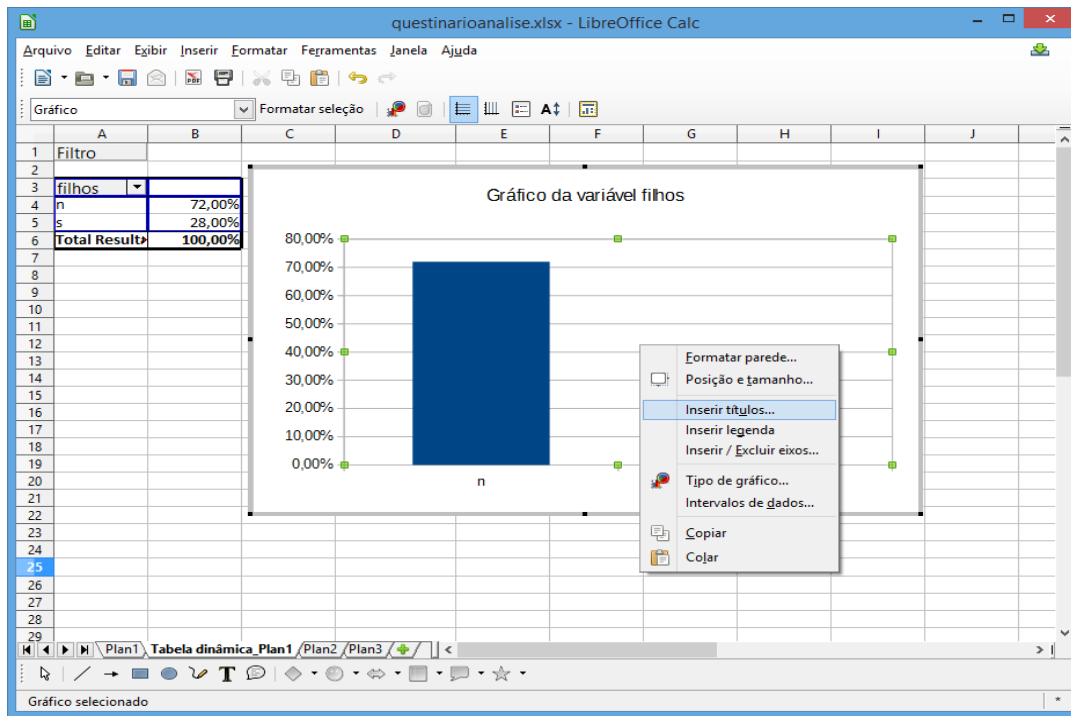 questinarioanalise.xlsx - LibreOffice Calc
Arquivo Editar Exibir Inserir Formatar Ferramentas Janela Ajuda
PDF
Gráfico Formatar seleção A
A B C D E F G H I J
1 Filtro
2
3 filhos
4 n 72,00%
5 s 28,00%
6 Total Result 100,00%
7
8
9
10
11
12
13
14
15
16
17
18
19
20
21
22
23
24
25
26
27
28
29
Gráfico da variável filhos
80,00%
70,00%
60,00%
50,00%
40,00%
30,00%
20,00%
10,00%
0,00%
n
Formatar parede...
Posição e tamanho...
Inserir títulos...
Inserir legenda
Inserir / Excluir eixos...
Tipo de gráfico...
Intervalos de dados...
Copiar
Colar
Plan1 Tabela dinâmica_Plan1 Plan2 Plan3
T
Gráfico selecionado *